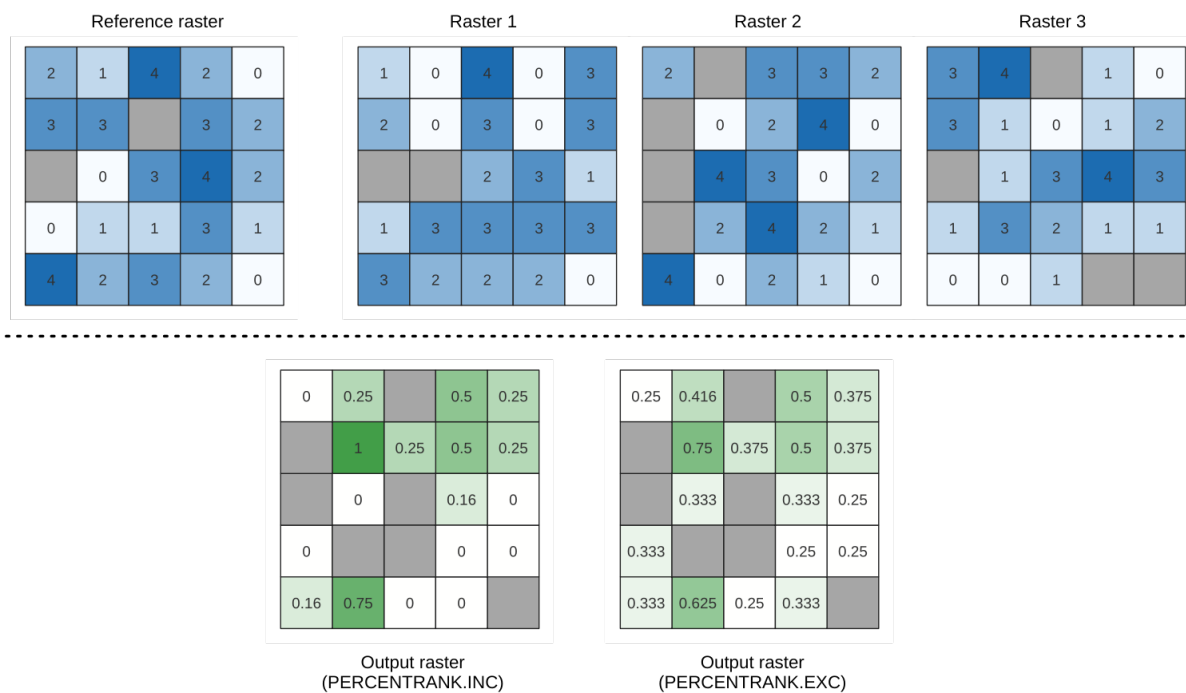 Reference raster Raster 1 Raster 2 Raster 3
2 1 4 2 0 1 0 4 0 3 2 3 3 2 3 4 1 0
3 3 3 2 2 0 3 0 3 0 2 4 0 3 1 0 1 2
0 3 4 2 2 3 1 4 3 0 2 1 3 4 3
0 1 1 3 1 1 3 3 3 3 2 4 2 1 1 3 2 1 1
4 2 3 2 0 3 2 2 2 0 4 0 2 1 0 0 0 1
0 0.25 0.5 0.25 0.25 0.416 0.5 0.375
1 0.25 0.5 0.25 0.75 0.375 0.5 0.375
0 0.16 0 0.333 0.333 0.25
0 0 0 0.333 0.25 0.25
0.16 0.75 0 0 0.333 0.625 0.25 0.333
Output raster Output raster
(PERCENTRANK.INC) (PERCENTRANK.EXC)